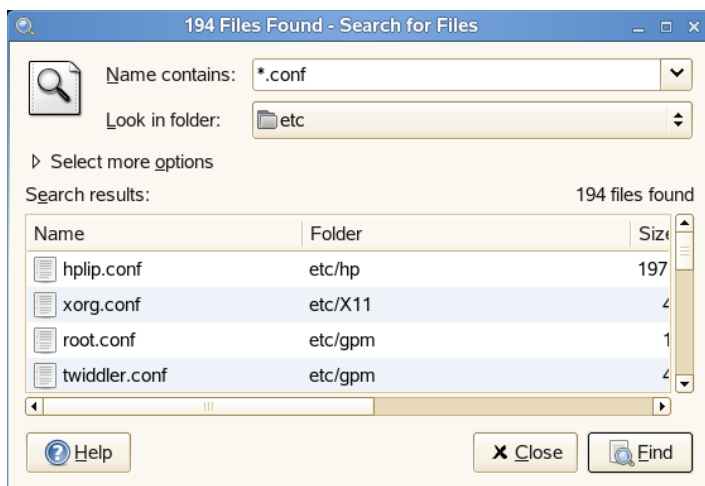 194 Files Found - Search for Files
Name contains: *.conf
Look in folder: etc
Select more options
Search results: 194 files found
Name Folder Size
hplip.conf etc/hp 197
xorg.conf etc/X11
root.conf etc/gpm 1
twiddler.conf etc/gpm
Help Close Find